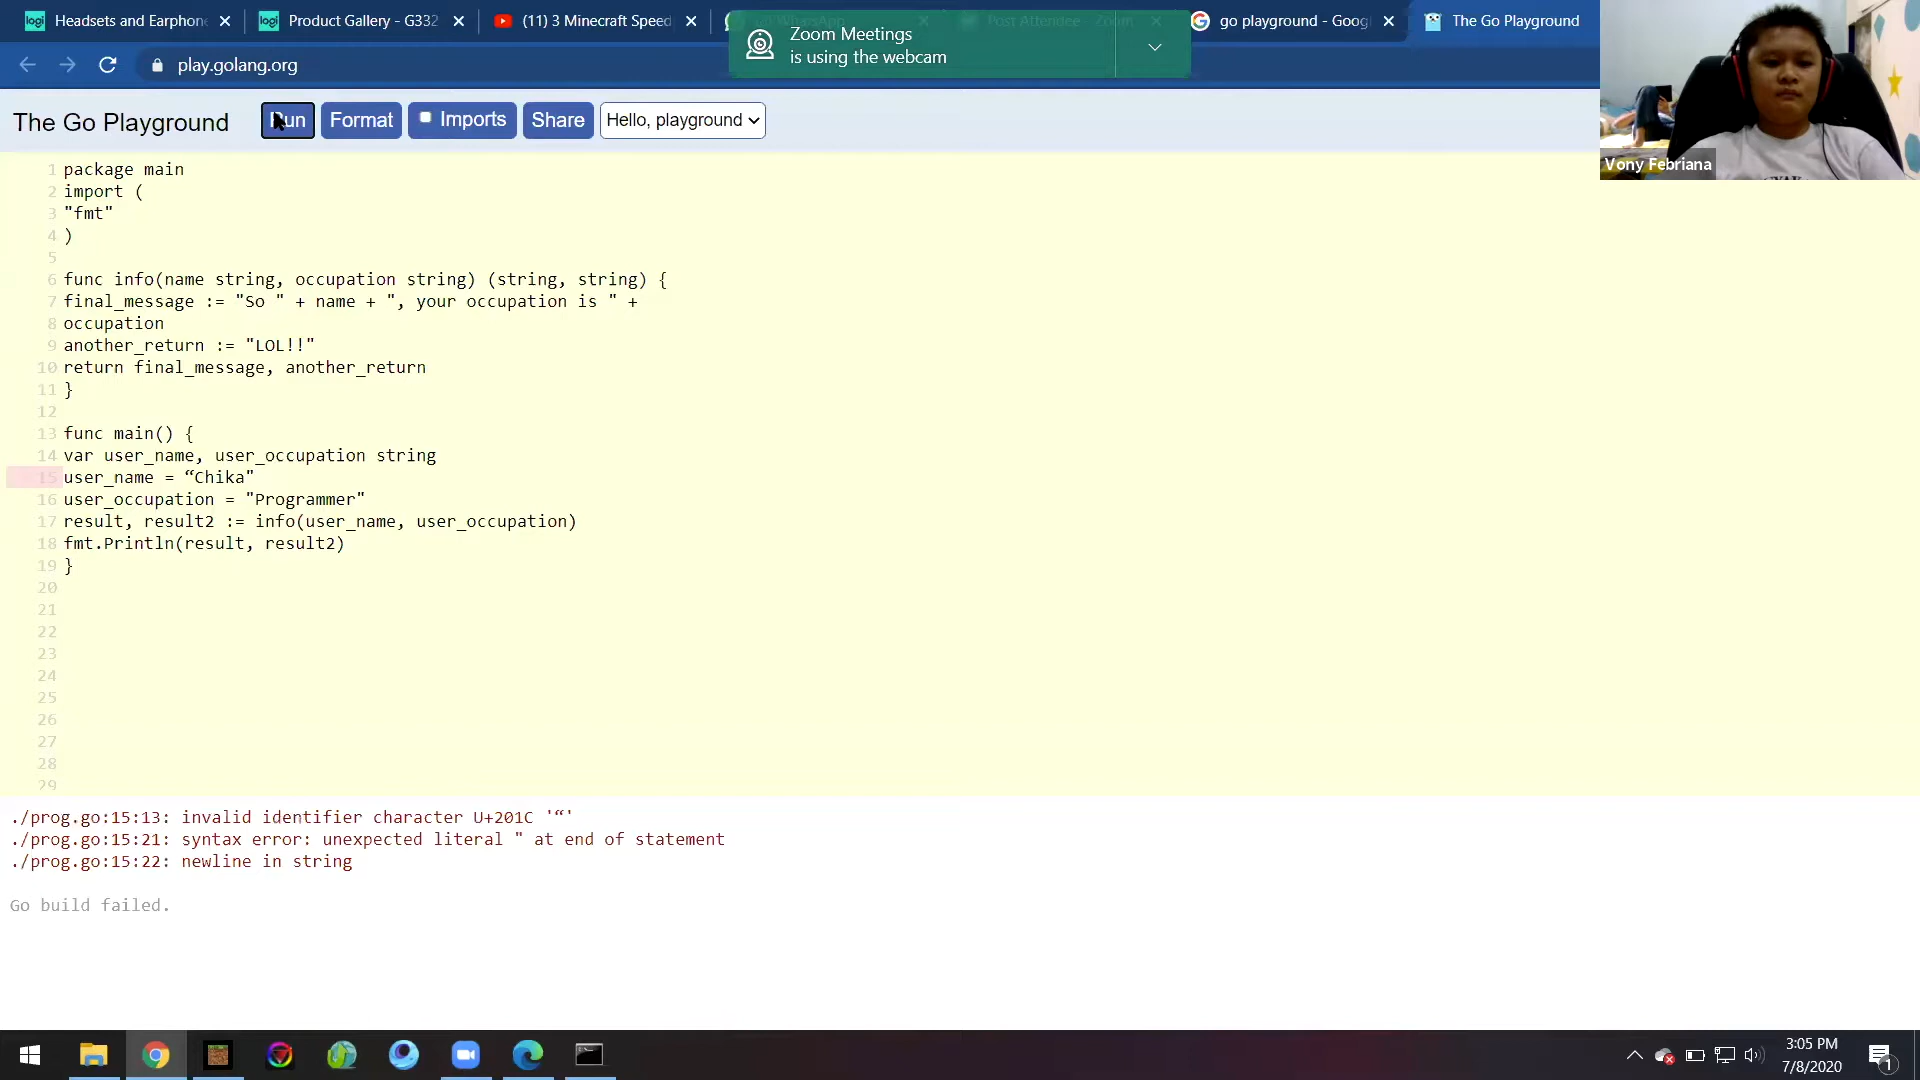 Headsets and Earphone
Product Gallery - G332
(11) 3 Minecraft Speed
WhatsApp
Post Attendee - Zoom
go playground - Goog
The Go Playground
Zoom Meetings
is using the webcam
play.golang.org
The Go Playground
Run
Format
Imports
Share
Hello, playground
Vony Febriana
1 package main
2 import (
3 "fmt"
4 )
5
6 func info(name string, occupation string) (string, string) {
7 final_message := "So " + name + ", your occupation is " +
8 occupation
9 another_return := "LOL!!"
10 return final_message, another_return
11 }
12
13 func main() {
14 var user_name, user_occupation string
15 user_name = “Chika"
16 user_occupation = "Programmer"
17 result, result2 := info(user_name, user_occupation)
18 fmt.Println(result, result2)
19 }
20
21
22
23
24
25
26
27
28
29
./prog.go:15:13: invalid identifier character U+201C '“'
./prog.go:15:21: syntax error: unexpected literal " at end of statement
./prog.go:15:22: newline in string
Go build failed.
3:05 PM
7/8/2020
1